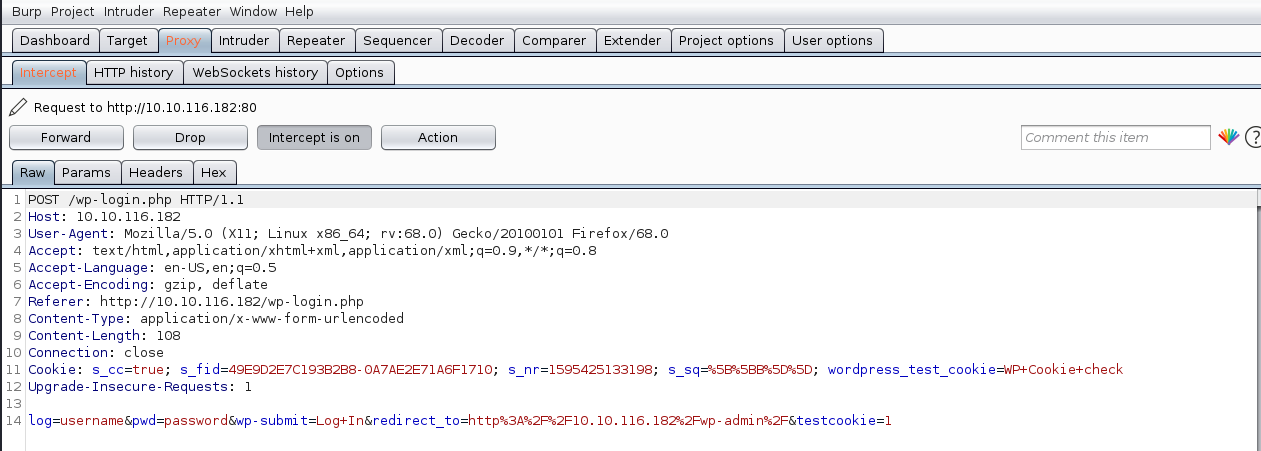 Burp Project Intruder Repeater Window Help
Dashboard Target Proxy Intruder Repeater Sequencer Decoder Comparer Extender Project options User options
Intercept HTTP history WebSockets history Options
Request to http://10.10.116.182:80
Forward Drop Intercept is on Action Comment this item ?
Raw Params Headers Hex
1 POST /wp-login.php HTTP/1.1
2 Host: 10.10.116.182
3 User-Agent: Mozilla/5.0 (X11; Linux x86_64; rv:68.0) Gecko/20100101 Firefox/68.0
4 Accept: text/html,application/xhtml+xml,application/xml;q=0.9,*/*;q=0.8
5 Accept-Language: en-US,en;q=0.5
6 Accept-Encoding: gzip, deflate
7 Referer: http://10.10.116.182/wp-login.php
8 Content-Type: application/x-www-form-urlencoded
9 Content-Length: 108
10 Connection: close
11 Cookie: s_cc=true; s_fid=49E9D2E7C193B2B8-0A7AE2E71A6F1710; s_nr=1595425133198; s_sq=%5B%5BB%5D%5D; wordpress_test_cookie=WP+Cookie+check
12 Upgrade-Insecure-Requests: 1
13
14 log=username&pwd=password&wp-submit=Log+In&redirect_to=http%3A%2F%2F10.10.116.182%2Fwp-admin%2F&testcookie=1